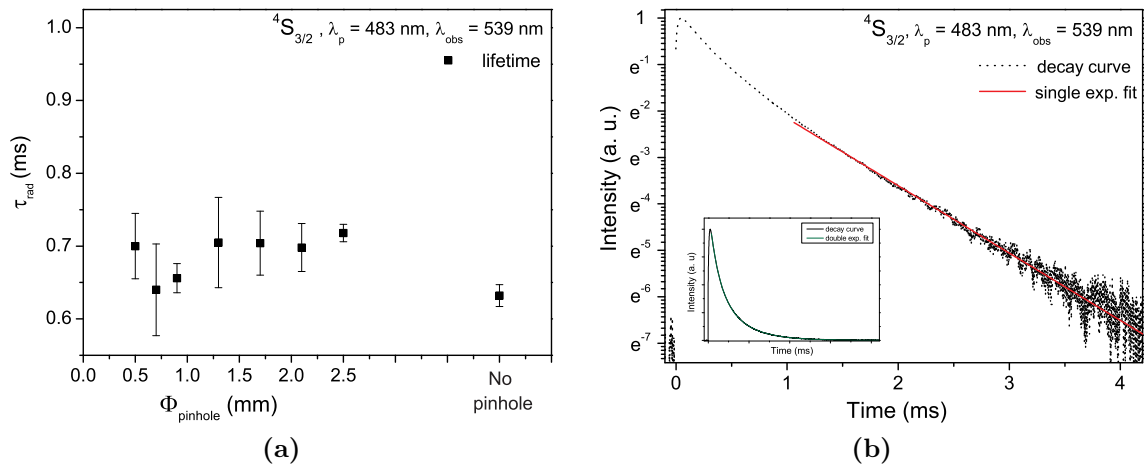 ⁴S₃/₂ , λₚ = 483 nm, λₒbₛ = 539 nm
lifetime
τrad (ms)
1.0
0.9
0.8
0.7
0.6
0.0 0.5 1.0 1.5 2.0 2.5 No
pinhole
Φpinhole (mm)
(a)
⁴S₃/₂, λₚ = 483 nm, λₒbₛ = 539 nm
decay curve
single exp. fit
Intensity (a. u.)
1
e⁻¹
e⁻²
e⁻³
e⁻⁴
e⁻⁵
e⁻⁶
e⁻⁷
decay curve
double exp. fit
Intensity (a. u)
Time (ms)
0 1 2 3 4
Time (ms)
(b)